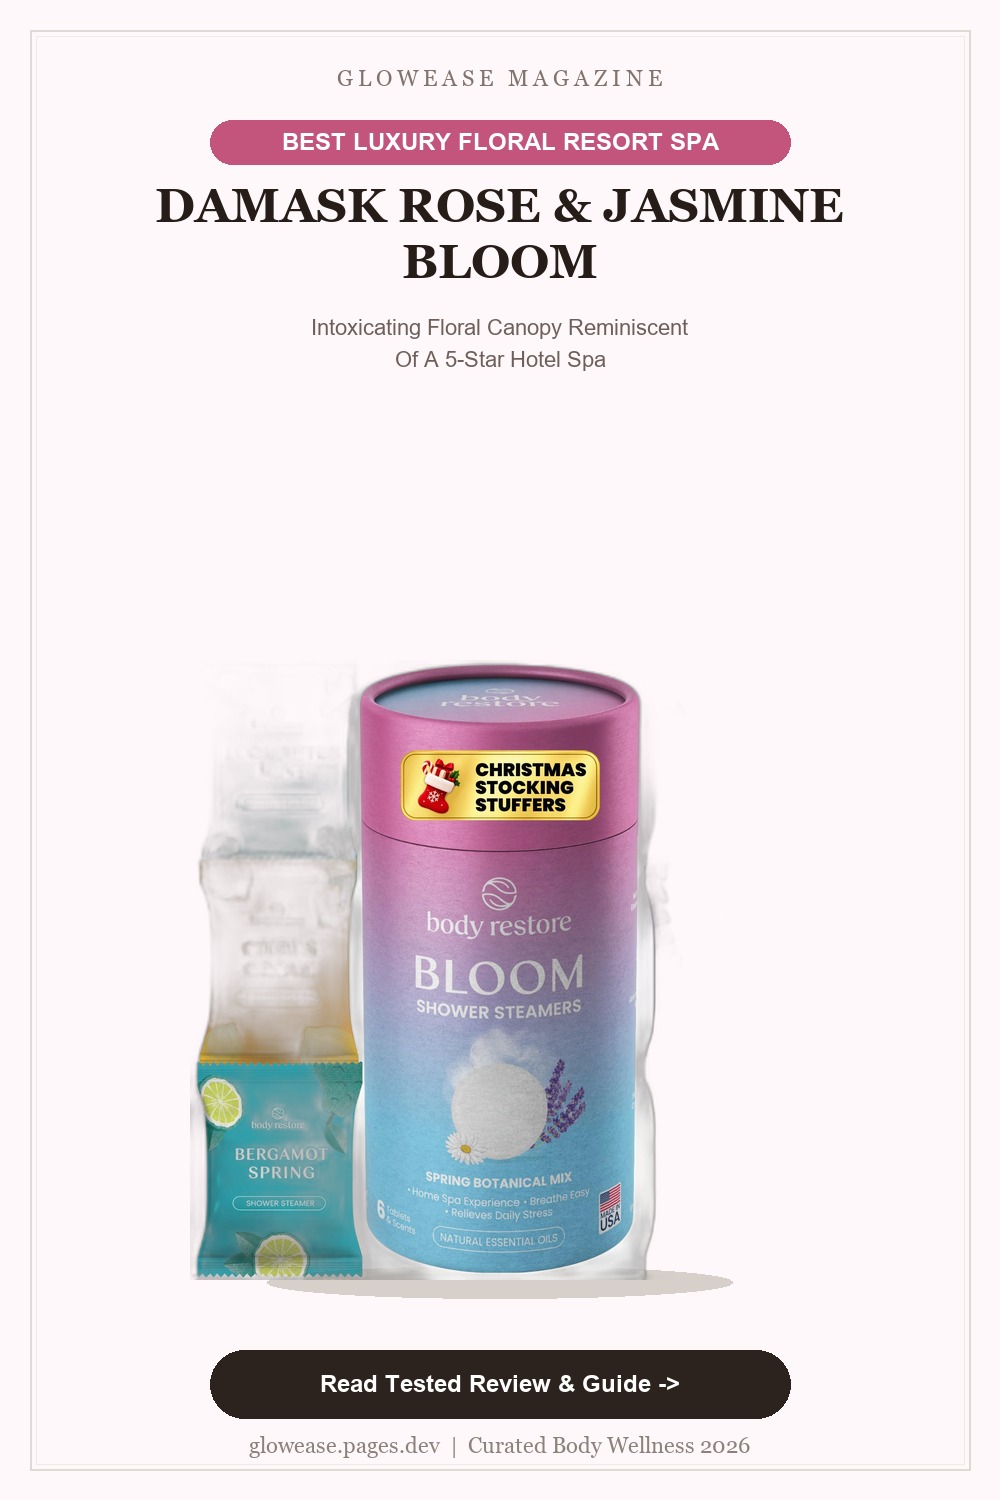 GLOWEASE MAGAZINE
BEST LUXURY FLORAL RESORT SPA
DAMASK ROSE & JASMINE
BLOOM
Intoxicating Floral Canopy Reminiscent
Of A 5-Star Hotel Spa
body
restore
CHRISTMAS
STOCKING
STUFFERS
body restore
BLOOM
SHOWER STEAMERS
SPRING BOTANICAL MIX
• Home Spa Experience • Breathe Easy
• Relieves Daily Stress
6 Tablets
& Scents
NATURAL ESSENTIAL OILS
MADE IN
USA
body restore
BERGAMOT
SPRING
SHOWER STEAMER
Read Tested Review & Guide ->
glowease.pages.dev | Curated Body Wellness 2026